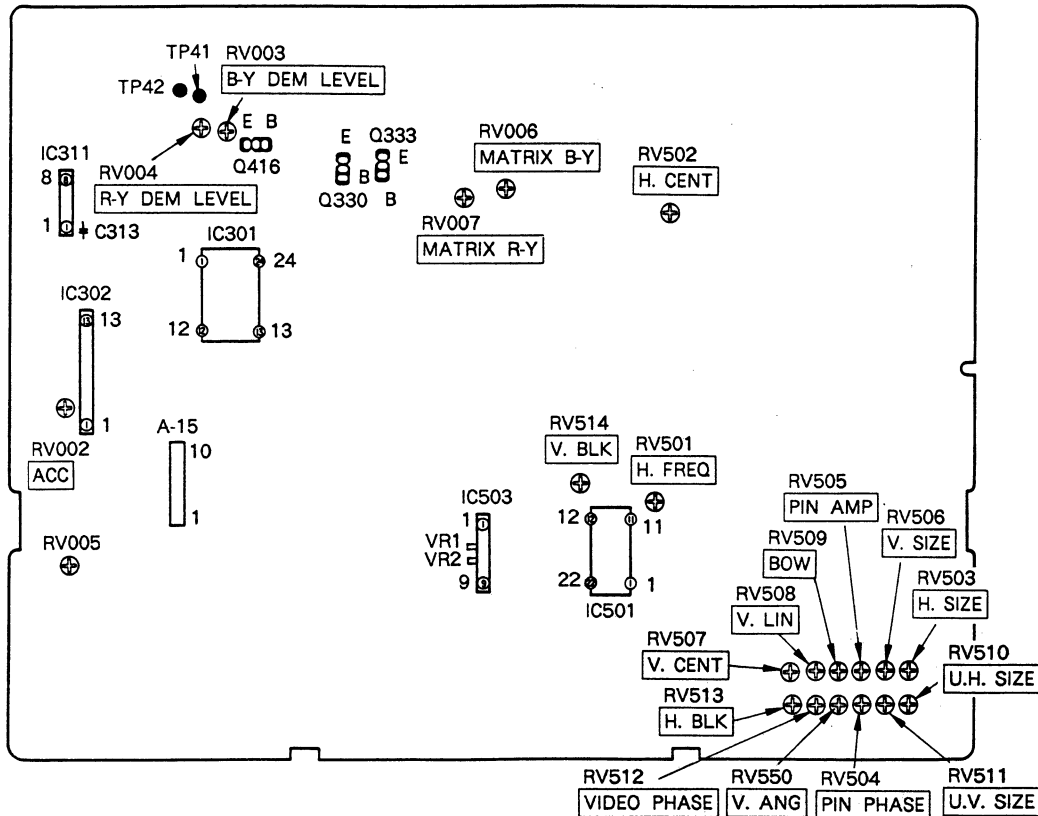 TP41 RV003
TP42 B-Y DEM LEVEL
E B
Q416
RV004
R-Y DEM LEVEL
IC311
8
1
C313
E Q333
E
B
Q330 B
RV006
MATRIX B-Y
RV007
MATRIX R-Y
RV502
H. CENT
IC301
1 24
12 13
IC302
13
1
RV002
ACC
A-15
10
1
RV005
RV514
V. BLK
RV501
H. FREQ
IC503
1
VR1
VR2
9
12 11
22 1
IC501
RV505
PIN AMP
RV506
V. SIZE
RV509
BOW
RV503
H. SIZE
RV508
V. LIN
RV507
V. CENT
RV510
U.H. SIZE
RV513
H. BLK
RV512
VIDEO PHASE
RV550
V. ANG
RV504
PIN PHASE
RV511
U.V. SIZE